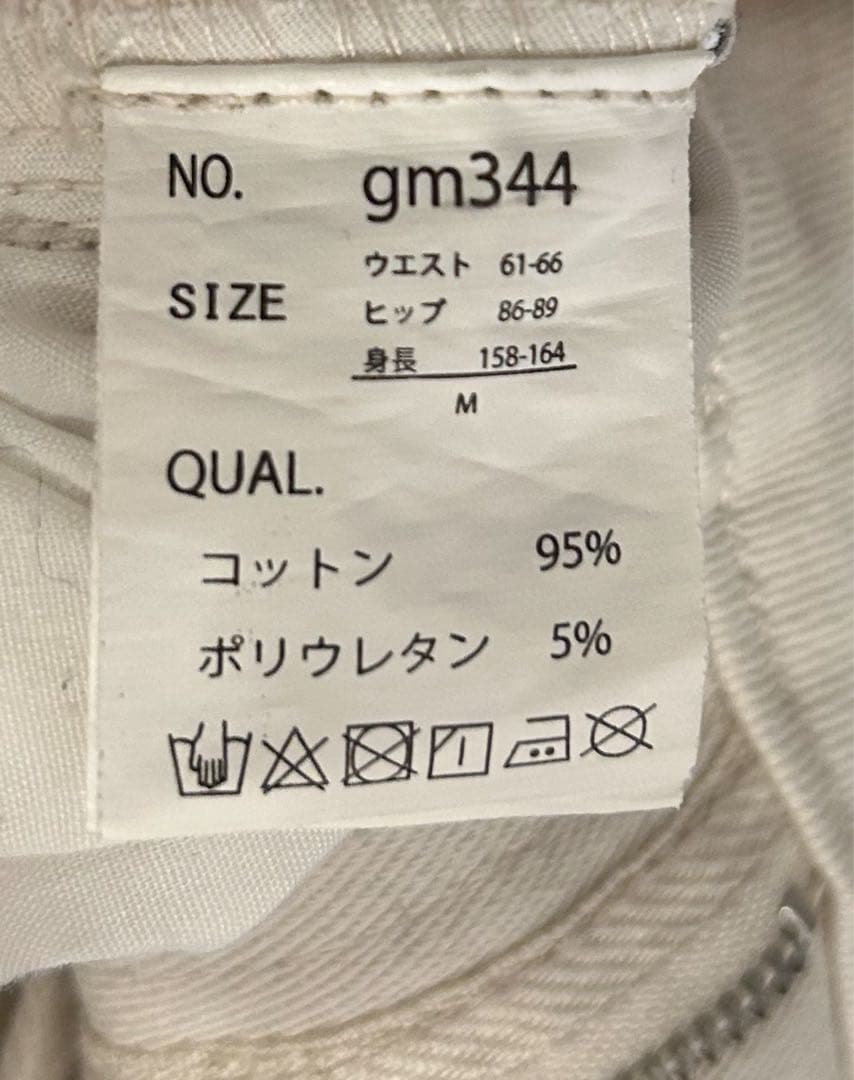 NO. gm344
SIZE
ウエスト 61-66
ヒップ 86-89
身長 158-164
M
QUAL.
コットン 95%
ポリウレタン 5%